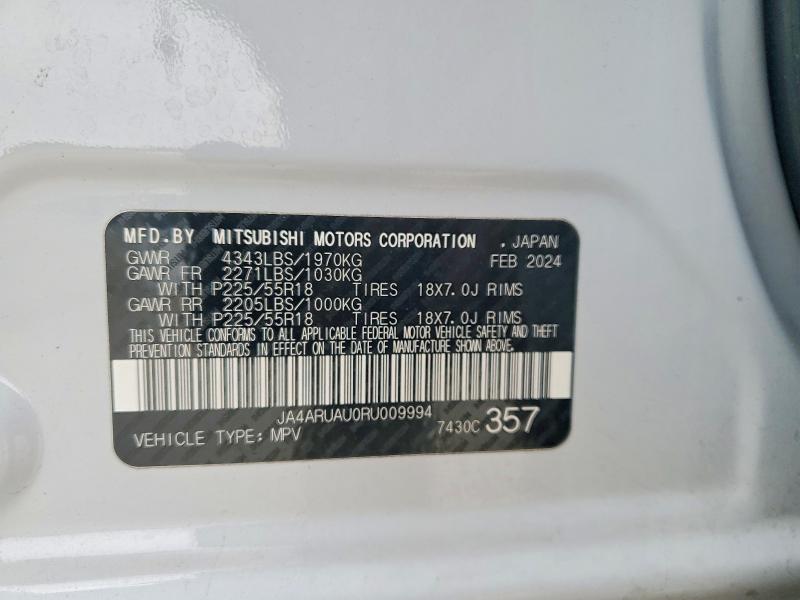 MFD.BY MITSUBISHI MOTORS CORPORATION . JAPAN
GVWR 4343LBS/1970KG FEB 2024
GAWR FR 2271LBS/1030KG
WITH P225/55R18 TIRES 18X7.0J RIMS
GAWR RR 2205LBS/1000KG
WITH P225/55R18 TIRES 18X7.0J RIMS
THIS VEHICLE CONFORMS TO ALL APPLICABLE FEDERAL MOTOR VEHICLE SAFETY AND THEFT
PREVENTION STANDARDS IN EFFECT ON THE DATE OF MANUFACTURE SHOWN ABOVE.
JA4ARUAU0RU009994
VEHICLE TYPE: MPV 7430C 357